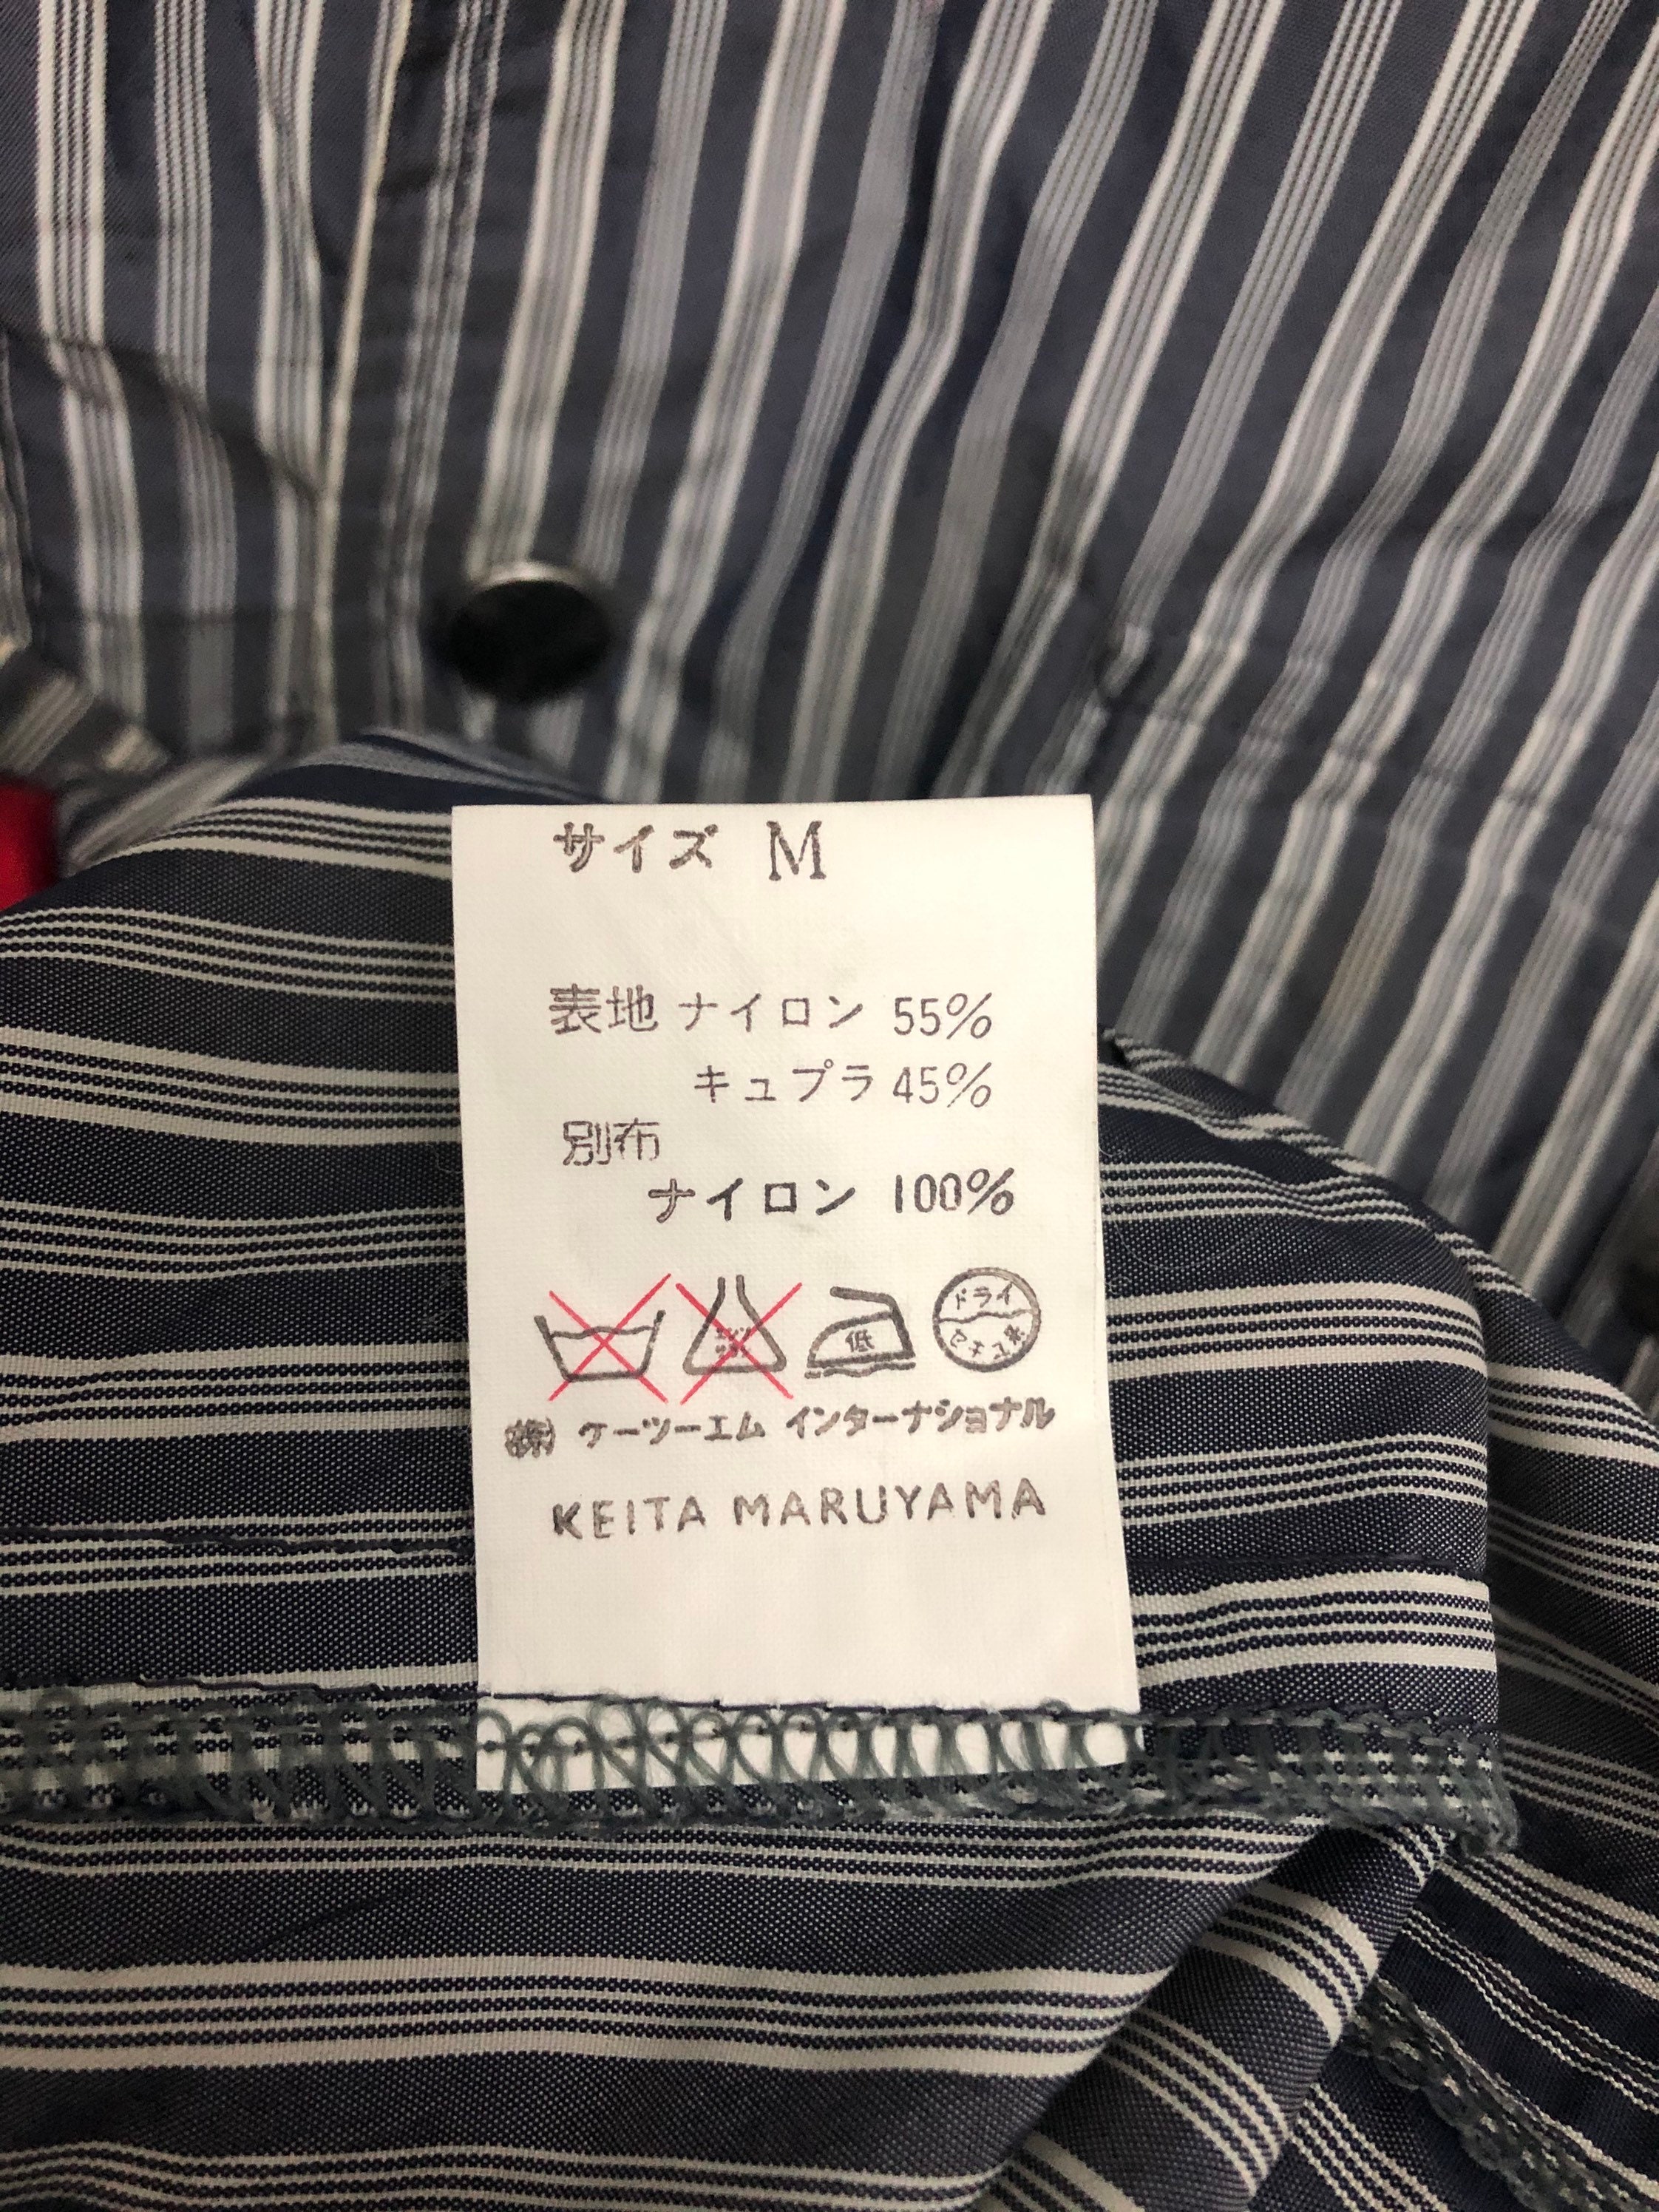 サイズ M
表地 ナイロン 55%
キュプラ 45%
別布
ナイロン 100%
低 ドライ セキユ系
㈱ ケーツーエム インターナショナル
KEITA MARUYAMA